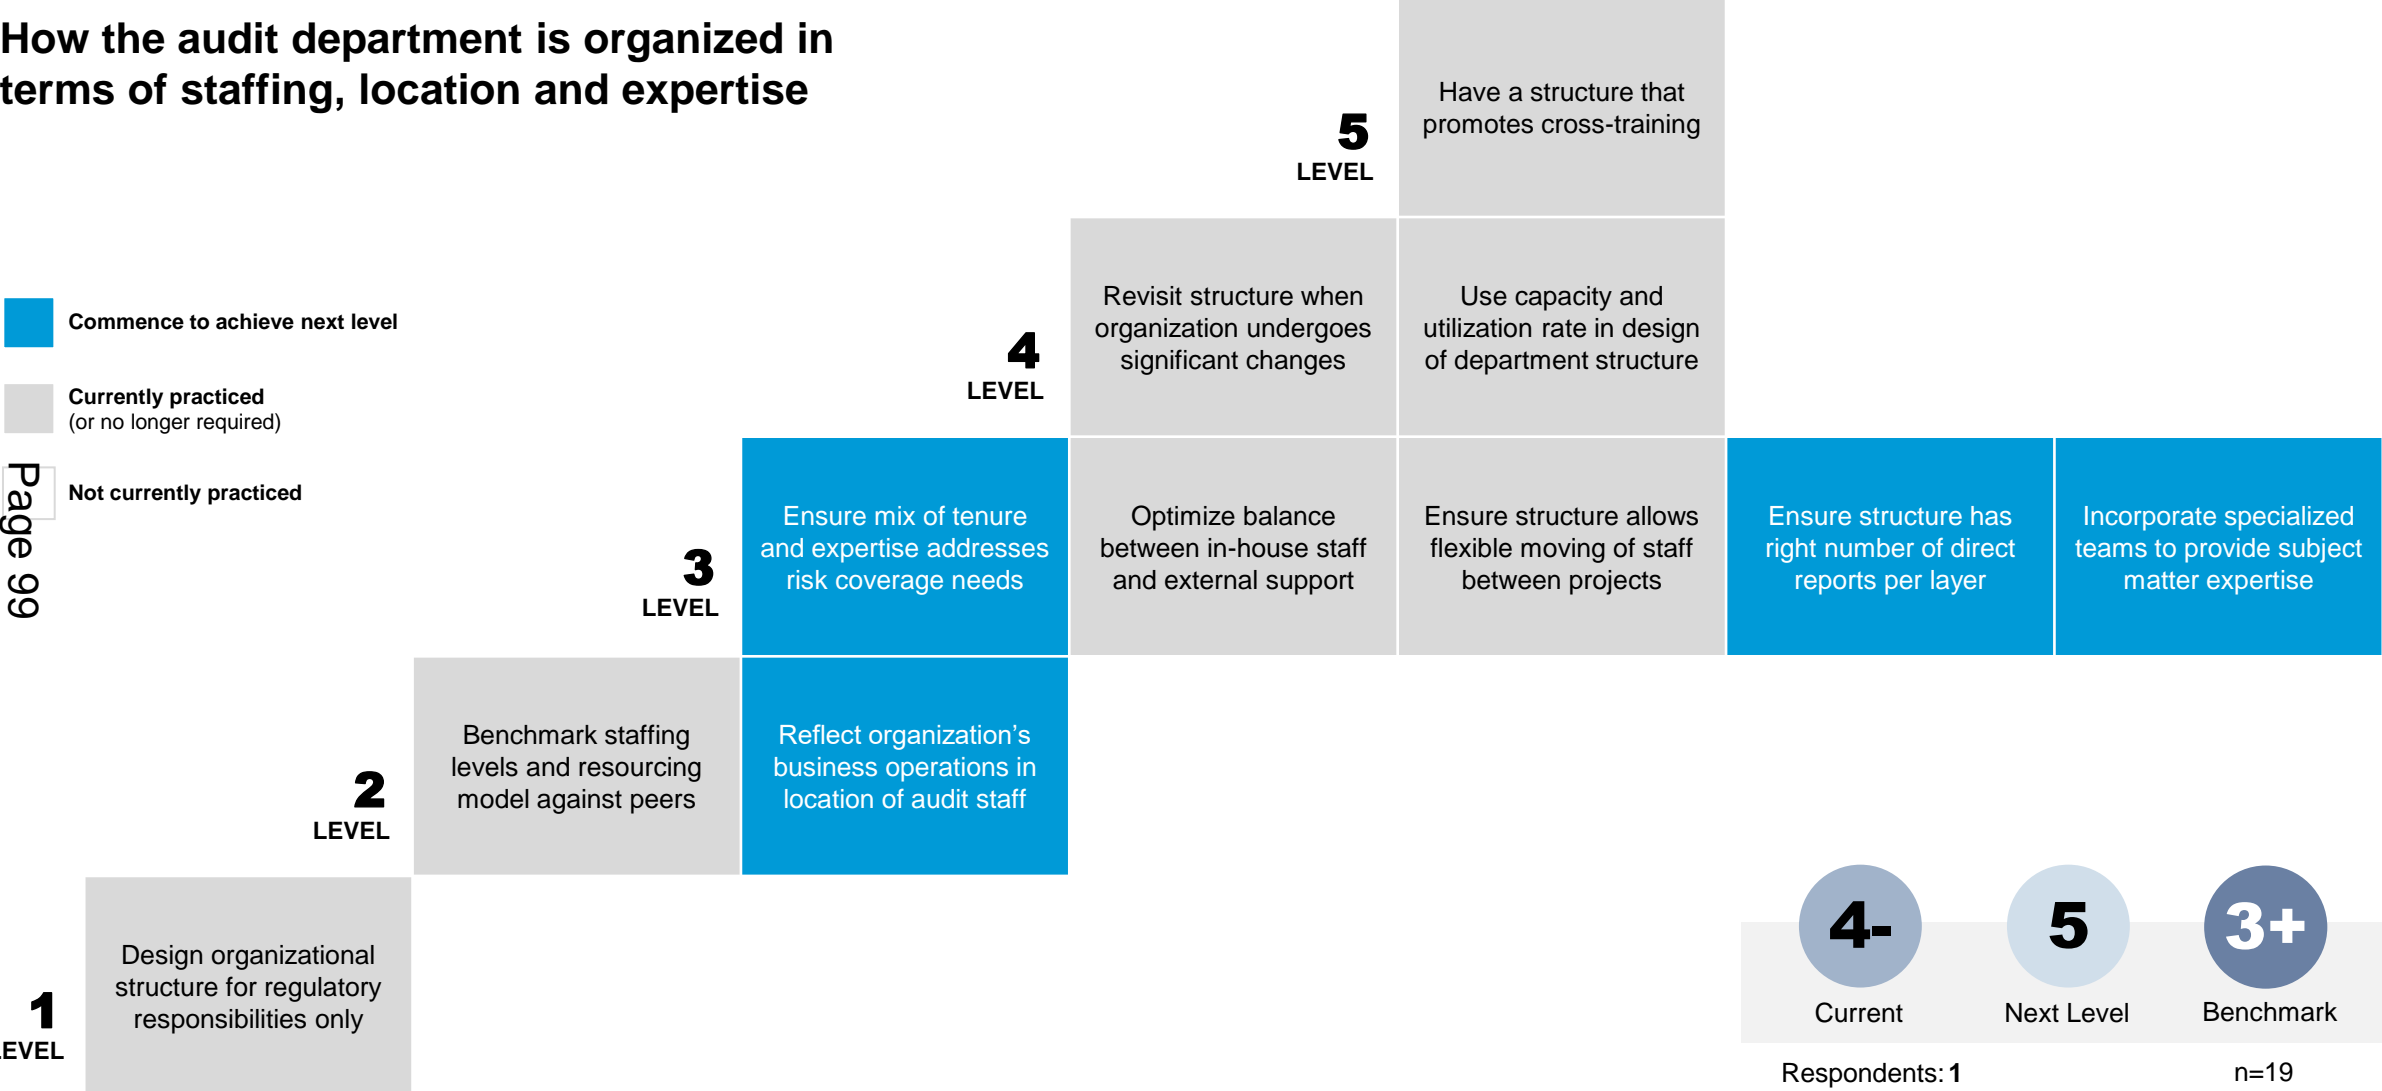 How the audit department is organized in
terms of staffing, location and expertise
5
LEVEL
Have a structure that
promotes cross-training
4
LEVEL
Revisit structure when
organization undergoes
significant changes
Use capacity and
utilization rate in design
of department structure
Commence to achieve next level
Currently practiced
(or no longer required)
Not currently practiced
Page 99
3
LEVEL
Ensure mix of tenure
and expertise addresses
risk coverage needs
Optimize balance
between in-house staff
and external support
Ensure structure allows
flexible moving of staff
between projects
Ensure structure has
right number of direct
reports per layer
Incorporate specialized
teams to provide subject
matter expertise
2
LEVEL
Benchmark staffing
levels and resourcing
model against peers
Reflect organization’s
business operations in
location of audit staff
1
LEVEL
Design organizational
structure for regulatory
responsibilities only
4-
Current
5
Next Level
3+
Benchmark
Respondents: 1
n=19